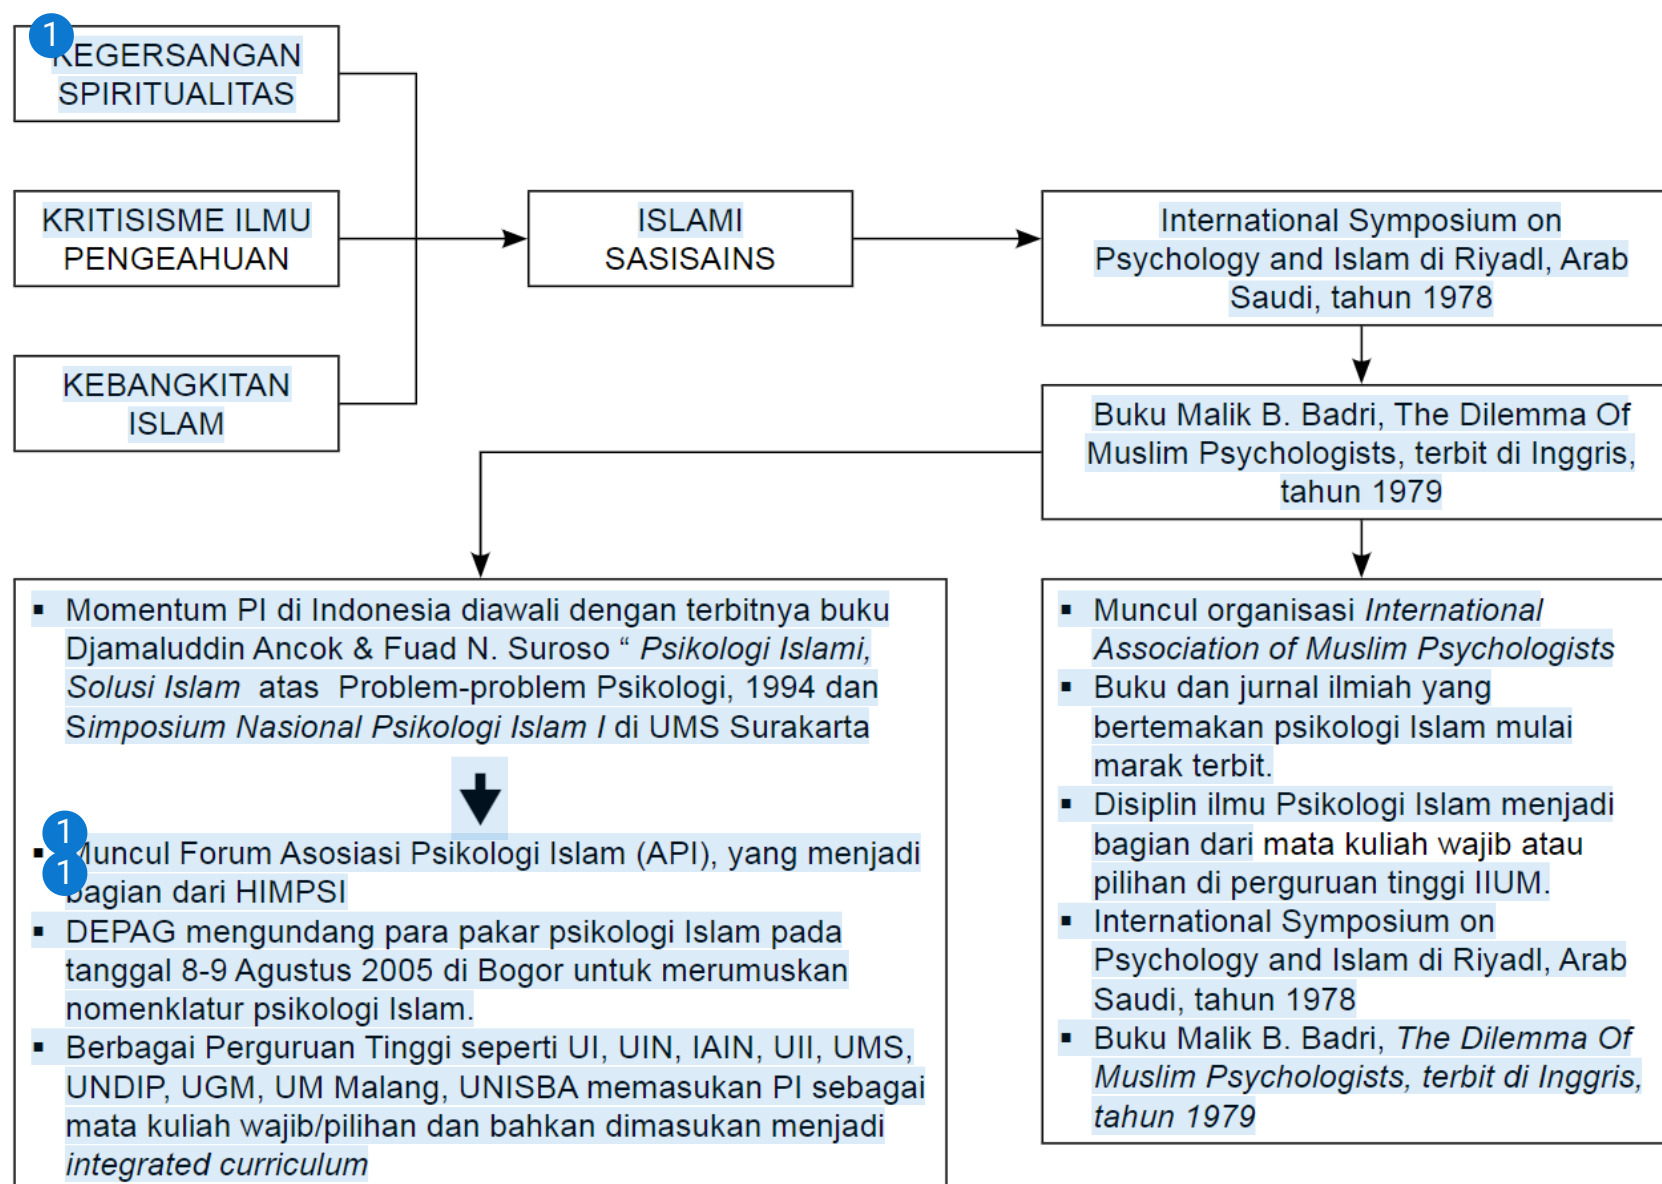 1
KEGERSANGAN
SPIRITUALITAS
KRITISISME ILMU
PENGEAHUAN
KEBANGKITAN
ISLAM
ISLAMI
SASISAINS
International Symposium on
Psychology and Islam di Riyadl, Arab
Saudi, tahun 1978
Buku Malik B. Badri, The Dilemma Of
Muslim Psychologists, terbit di Inggris,
tahun 1979
▪ Momentum PI di Indonesia diawali dengan terbitnya buku
Djamaluddin Ancok & Fuad N. Suroso “ Psikologi Islami,
Solusi Islam atas Problem-problem Psikologi, 1994 dan
Simposium Nasional Psikologi Islam I di UMS Surakarta
1
▪ Muncul Forum Asosiasi Psikologi Islam (API), yang menjadi
1
bagian dari HIMPSI
▪ DEPAG mengundang para pakar psikologi Islam pada
tanggal 8-9 Agustus 2005 di Bogor untuk merumuskan
nomenklatur psikologi Islam.
▪ Berbagai Perguruan Tinggi seperti UI, UIN, IAIN, UII, UMS,
UNDIP, UGM, UM Malang, UNISBA memasukan PI sebagai
mata kuliah wajib/pilihan dan bahkan dimasukan menjadi
integrated curriculum
▪ Muncul organisasi International
Association of Muslim Psychologists
▪ Buku dan jurnal ilmiah yang
bertemakan psikologi Islam mulai
marak terbit.
▪ Disiplin ilmu Psikologi Islam menjadi
bagian dari mata kuliah wajib atau
pilihan di perguruan tinggi IIUM.
▪ International Symposium on
Psychology and Islam di Riyadl, Arab
Saudi, tahun 1978
▪ Buku Malik B. Badri, The Dilemma Of
Muslim Psychologists, terbit di Inggris,
tahun 1979